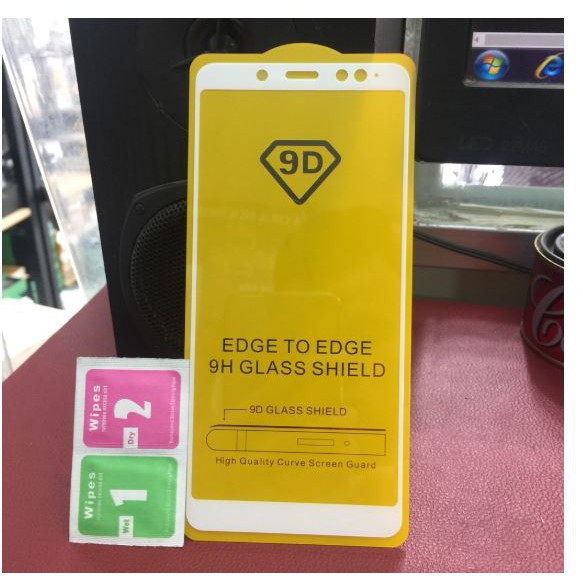 9D
EDGE TO EDGE
9H GLASS SHIELD
9D GLASS SHIELD
High Quality Curve Screen Guard
Wipes
2
Dry
Wipes
1
Wet